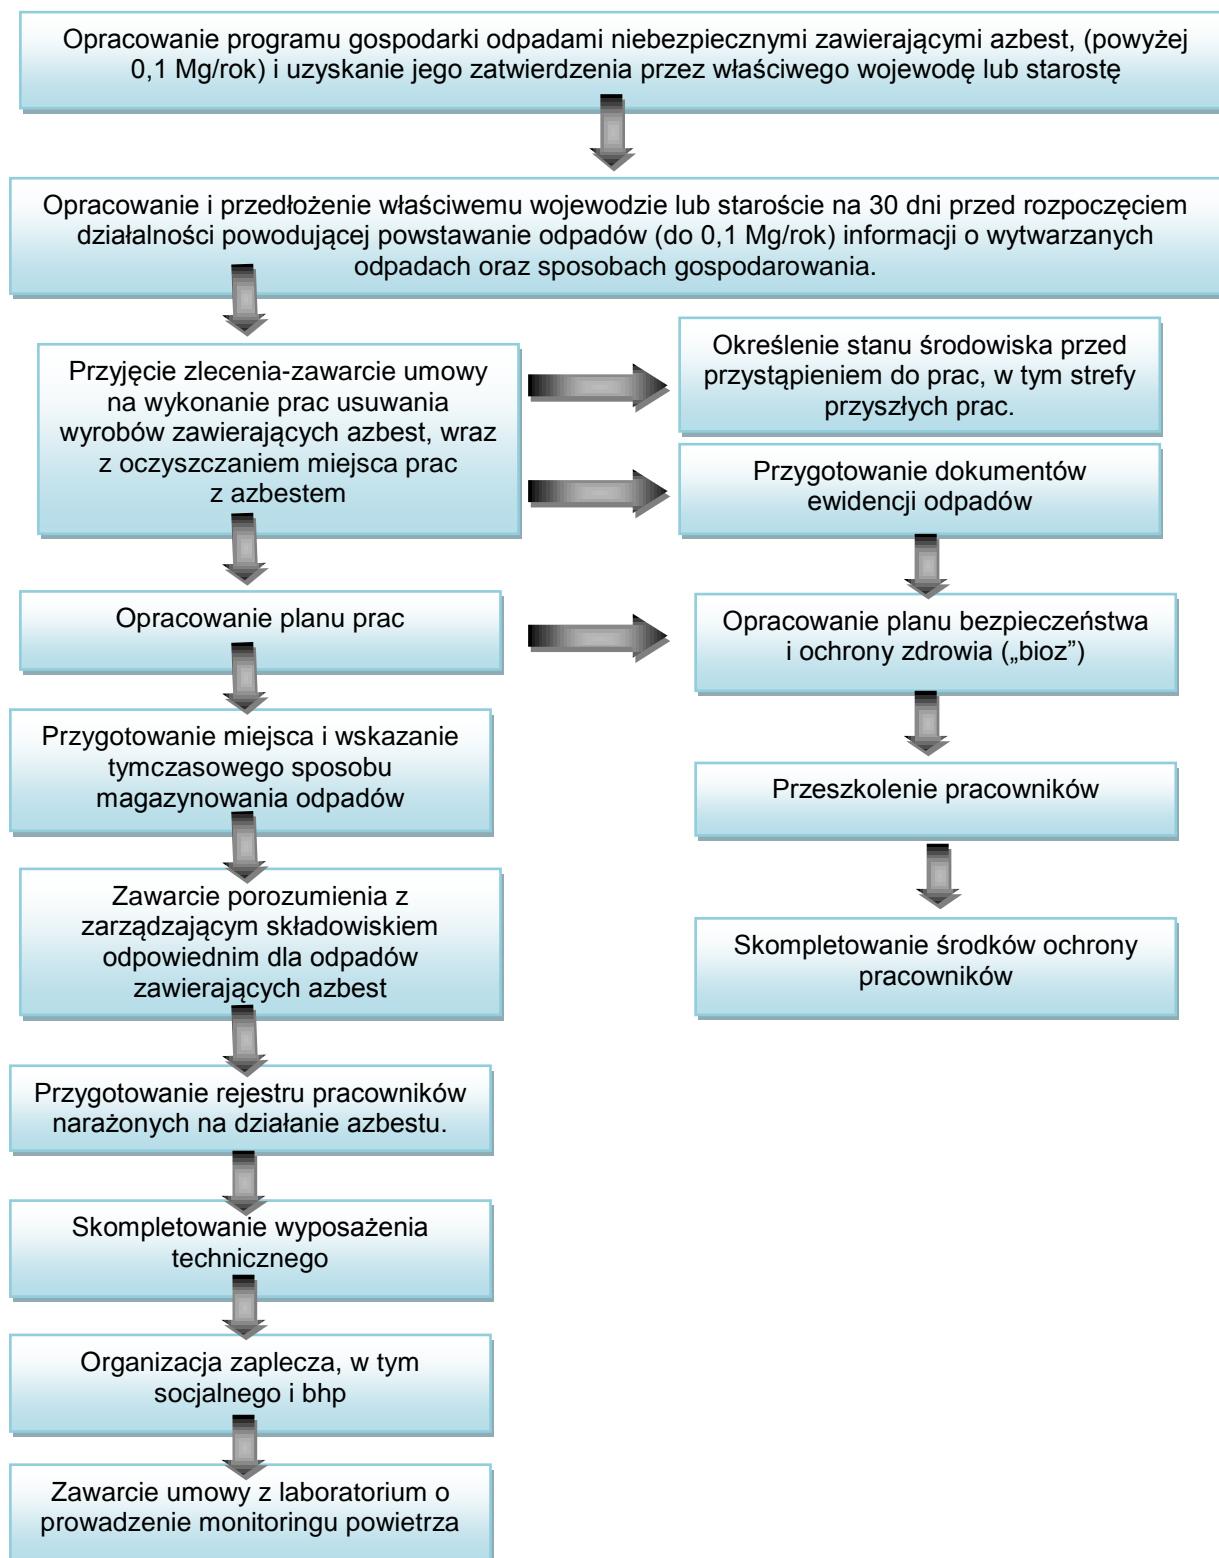 Opracowanie programu gospodarki odpadami niebezpiecznymi zawierającymi azbest, (powyżej
0,1 Mg/rok) i uzyskanie jego zatwierdzenia przez właściwego wojewodę lub starostę
Opracowanie i przedłożenie właściwemu wojewodzie lub staroście na 30 dni przed rozpoczęciem
działalności powodującej powstawanie odpadów (do 0,1 Mg/rok) informacji o wytwarzanych
odpadach oraz sposobach gospodarowania.
Przyjęcie zlecenia-zawarcie umowy
na wykonanie prac usuwania
wyrobów zawierających azbest, wraz
z oczyszczaniem miejsca prac
z azbestem
Określenie stanu środowiska przed
przystąpieniem do prac, w tym strefy
przyszłych prac.
Przygotowanie dokumentów
ewidencji odpadów
Opracowanie planu prac
Opracowanie planu bezpieczeństwa
i ochrony zdrowia („bioz”)
Przygotowanie miejsca i wskazanie
tymczasowego sposobu
magazynowania odpadów
Przeszkolenie pracowników
Zawarcie porozumienia z
zarządzającym składowiskiem
odpowiednim dla odpadów
zawierających azbest
Skompletowanie środków ochrony
pracowników
Przygotowanie rejestru pracowników
narażonych na działanie azbestu.
Skompletowanie wyposażenia
technicznego
Organizacja zaplecza, w tym
socjalnego i bhp
Zawarcie umowy z laboratorium o
prowadzenie monitoringu powietrza